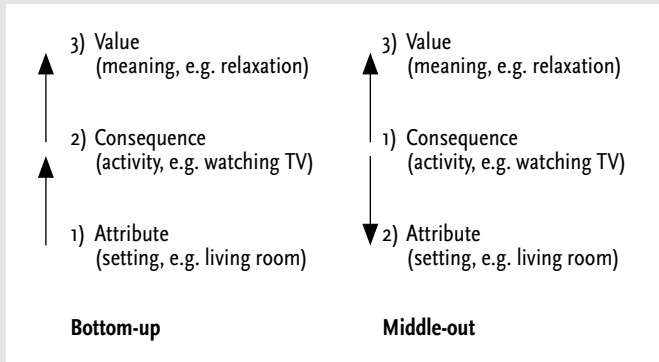 3) Value
(meaning, e.g. relaxation)
2) Consequence
(activity, e.g. watching TV)
1) Attribute
(setting, e.g. living room)
Bottom-up
3) Value
(meaning, e.g. relaxation)
1) Consequence
(activity, e.g. watching TV)
2) Attribute
(setting, e.g. living room)
Middle-out